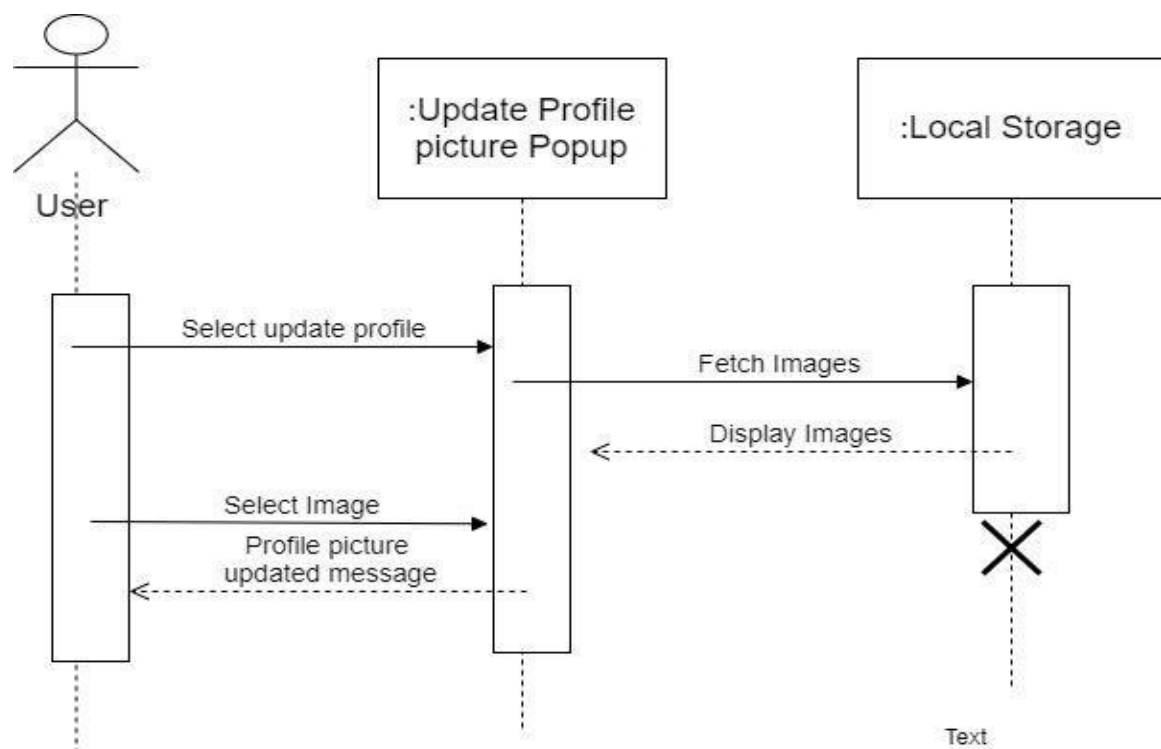 :Update Profile
picture Popup
:Local Storage
User
Select update profile
Fetch Images
Display Images
Select Image
Profile picture
updated message
Text